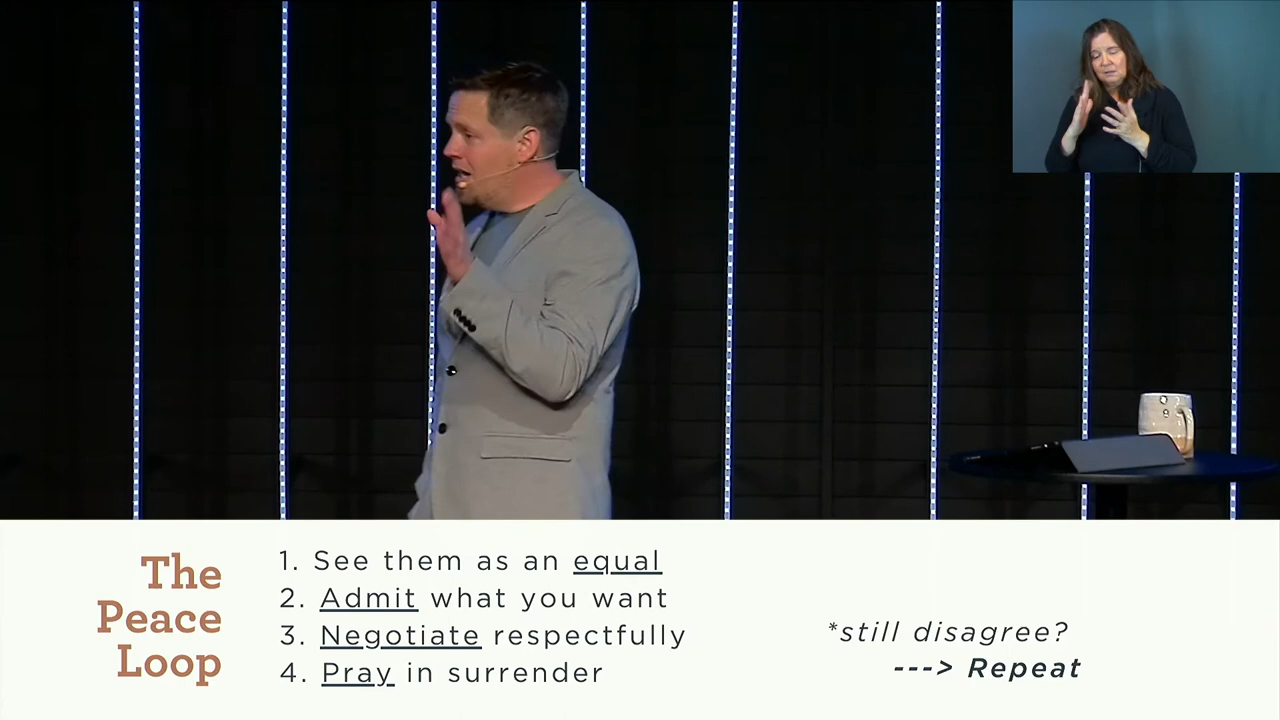 The
Peace
Loop
1. See them as an equal
2. Admit what you want
3. Negotiate respectfully
4. Pray in surrender
*still disagree?
---> Repeat